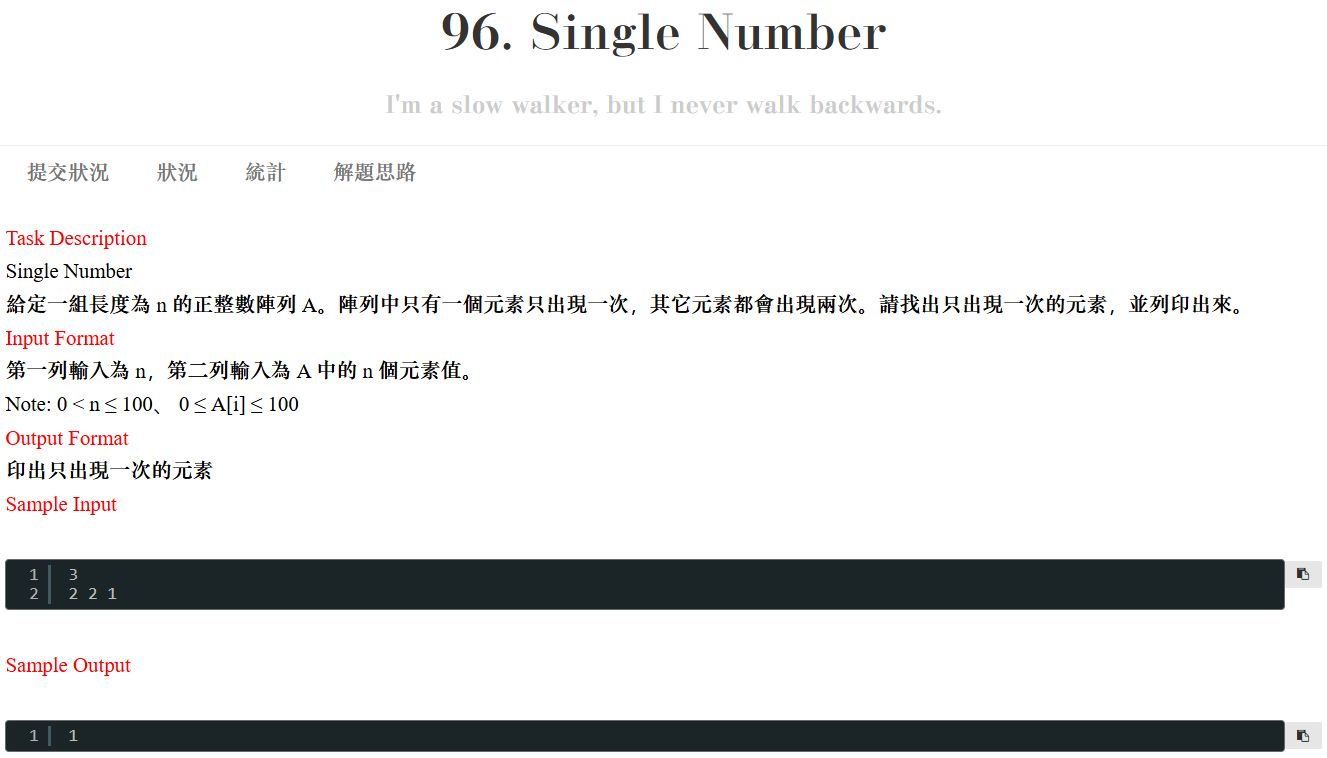 96. Single Number
I'm a slow walker, but I never walk backwards.
提交狀況 狀況 統計 解題思路
Task Description
Single Number
給定一組長度為 n 的正整數陣列 A。陣列中只有一個元素只出現一次，其它元素都會出現兩次。請找出只出現一次的元素，並列印出來。
Input Format
第一列輸入為 n，第二列輸入為 A 中的 n 個元素值。
Note: 0 < n ≤ 100、 0 ≤ A[i] ≤ 100
Output Format
印出只出現一次的元素
Sample Input
1 3
2 2 2 1
Sample Output
1 1